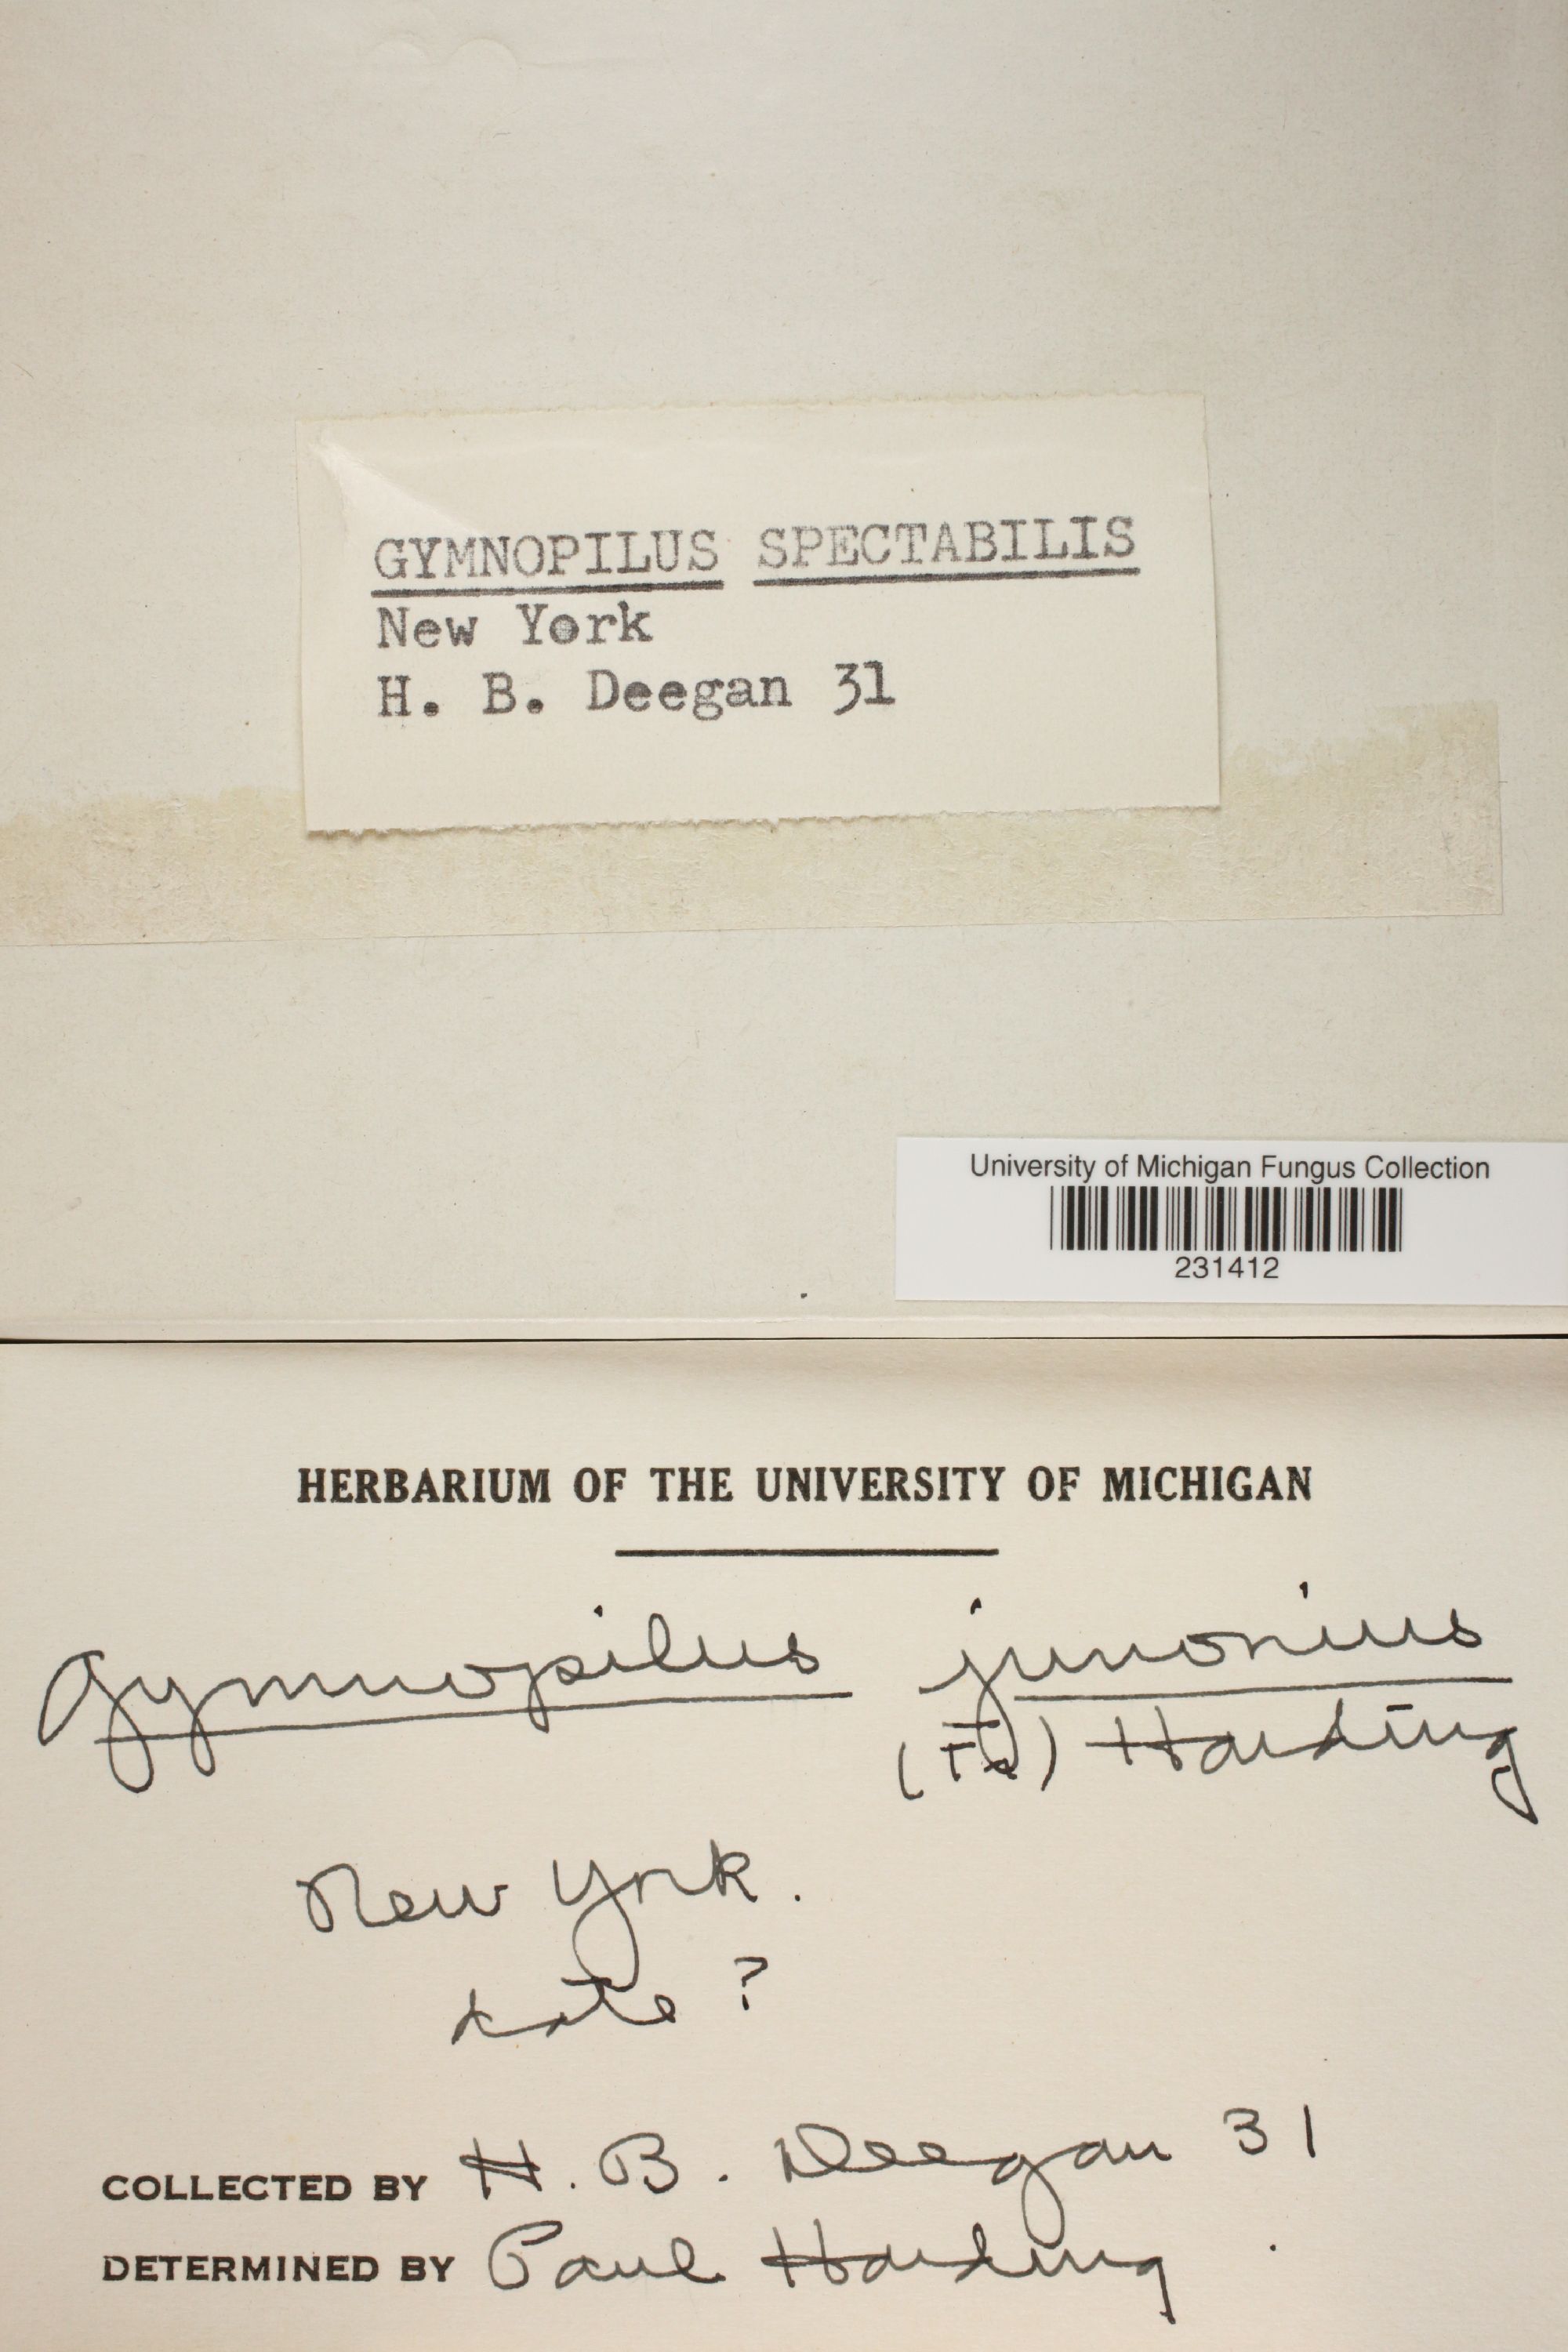 GYMNOPILUS SPECTABILIS
New York
H. B. Deegan 31
University of Michigan Fungus Collection
231412
HERBARIUM OF THE UNIVERSITY OF MICHIGAN
Gymnopilus junonius
(Fr) Harding
New York.
date ?
COLLECTED BY H. B. Deegan 31
DETERMINED BY Paul Harding